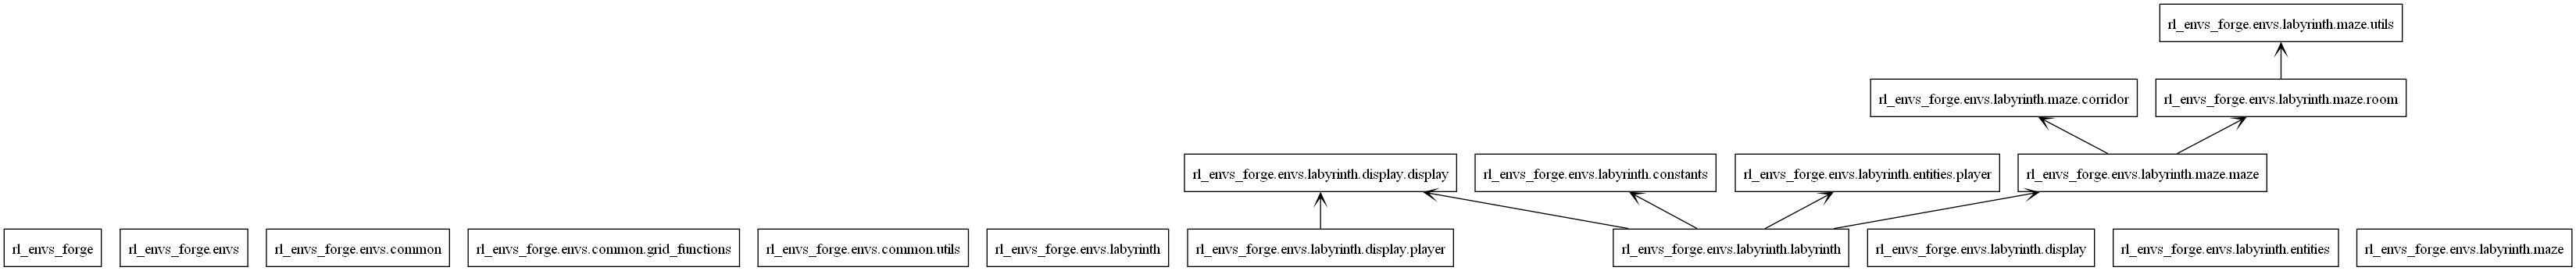 rl_envs_forge.envs.labyrinth.maze.utils
rl_envs_forge.envs.labyrinth.maze.corridor
rl_envs_forge.envs.labyrinth.maze.room
rl_envs_forge.envs.labyrinth.display.display
rl_envs_forge.envs.labyrinth.constants
rl_envs_forge.envs.labyrinth.entities.player
rl_envs_forge.envs.labyrinth.maze.maze
rl_envs_forge
rl_envs_forge.envs
rl_envs_forge.envs.common
rl_envs_forge.envs.common.grid_functions
rl_envs_forge.envs.common.utils
rl_envs_forge.envs.labyrinth
rl_envs_forge.envs.labyrinth.display.player
rl_envs_forge.envs.labyrinth.labyrinth
rl_envs_forge.envs.labyrinth.display
rl_envs_forge.envs.labyrinth.entities
rl_envs_forge.envs.labyrinth.maze